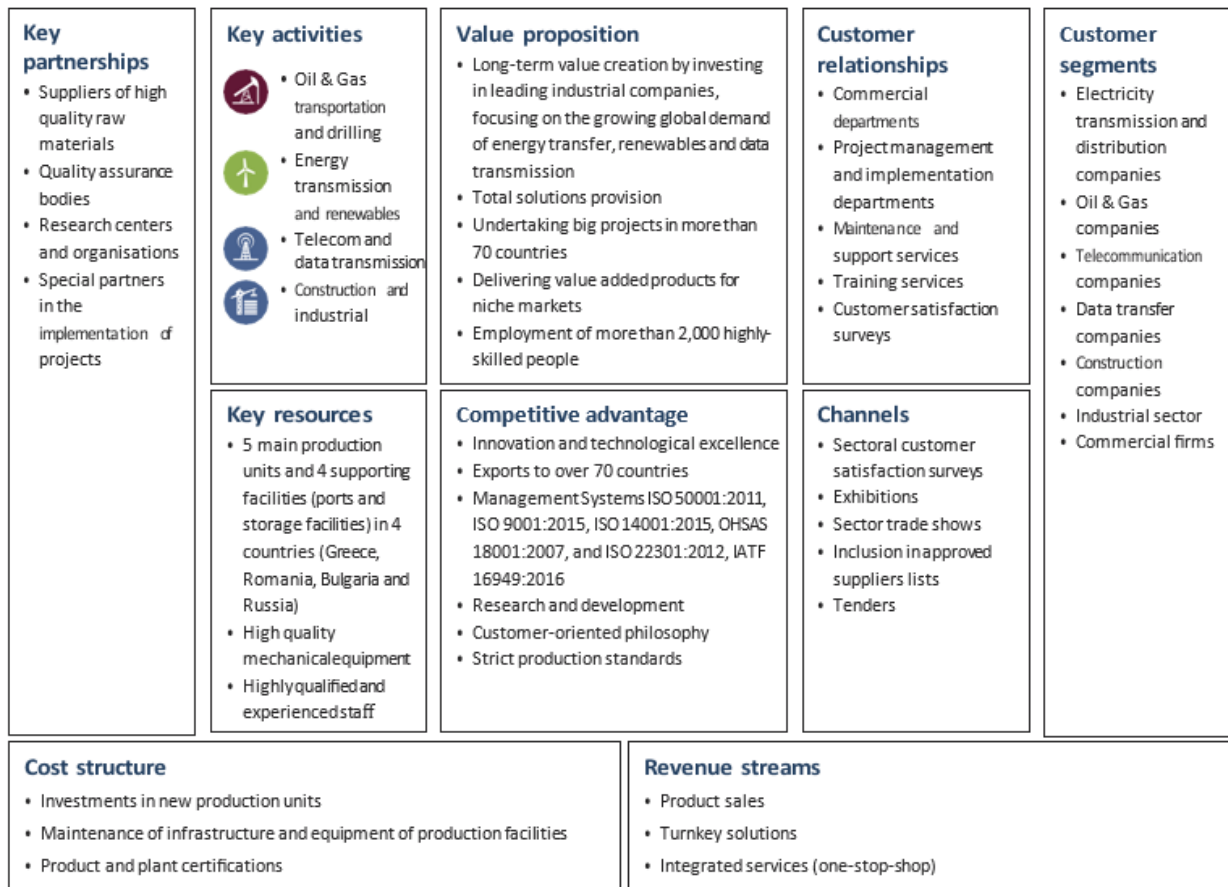 Key
partnerships
• Suppliers of high
quality raw
materials
• Quality assurance
bodies
• Research centers
and organisations
• Special partners
in the
implementation of
projects
Key activities
• Oil & Gas
transportation
and drilling
• Energy
transmission
and renewables
• Telecom and
data transmission
• Construction and
industrial
Key resources
• 5 main production
units and 4 supporting
facilities (ports and
storage facilities) in 4
countries (Greece,
Romania, Bulgaria and
Russia)
• High quality
mechanical equipment
• Highly qualified and
experienced staff
Value proposition
• Long-term value creation by investing
in leading industrial companies,
focusing on the growing global demand
of energy transfer, renewables and data
transmission
• Total solutions provision
• Undertaking big projects in more than
70 countries
• Delivering value added products for
niche markets
• Employment of more than 2,000 highly-
skilled people
Competitive advantage
• Innovation and technological excellence
• Exports to over 70 countries
• Management Systems ISO 50001:2011,
ISO 9001:2015, ISO 14001:2015, OHSAS
18001:2007, and ISO 22301:2012, IATF
16949:2016
• Research and development
• Customer-oriented philosophy
• Strict production standards
Customer
relationships
• Commercial
departments
• Project management
and implementation
departments
• Maintenance and
support services
• Training services
• Customer satisfaction
surveys
Channels
• Sectoral customer
satisfaction surveys
• Exhibitions
• Sector trade shows
• Inclusion in approved
suppliers lists
• Tenders
Customer
segments
• Electricity
transmission and
distribution
companies
• Oil & Gas
companies
• Telecommunication
companies
• Data transfer
companies
• Construction
companies
• Industrial sector
• Commercial firms
Cost structure
• Investments in new production units
• Maintenance of infrastructure and equipment of production facilities
• Product and plant certifications
Revenue streams
• Product sales
• Turnkey solutions
• Integrated services (one-stop-shop)